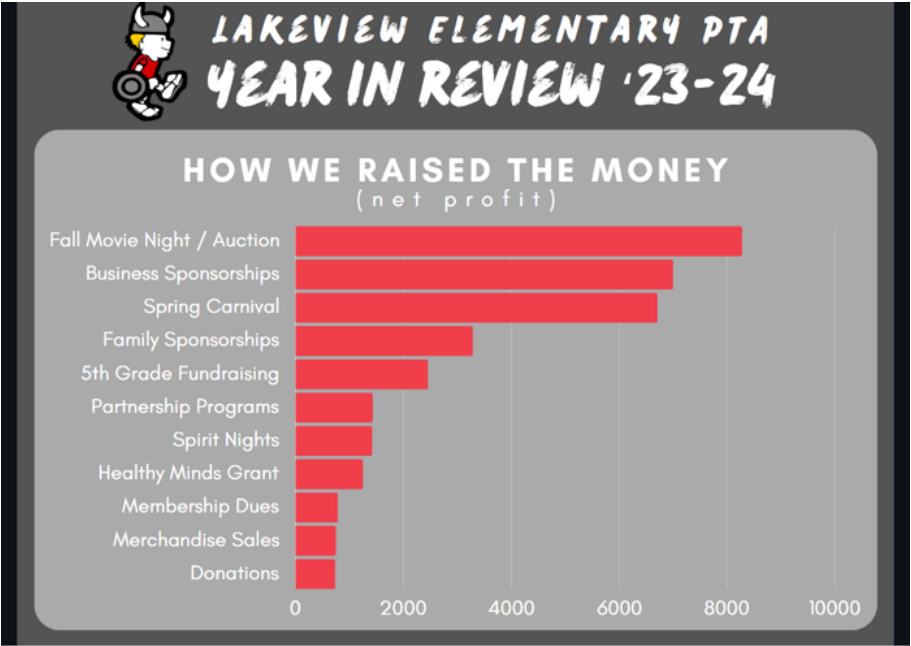 LAKEVIEW ELEMENTARY PTA
YEAR IN REVIEW '23-24
HOW WE RAISED THE MONEY
(net profit)
Fall Movie Night / Auction
Business Sponsorships
Spring Carnival
Family Sponsorships
5th Grade Fundraising
Partnership Programs
Spirit Nights
Healthy Minds Grant
Membership Dues
Merchandise Sales
Donations
0 2000 4000 6000 8000 10000